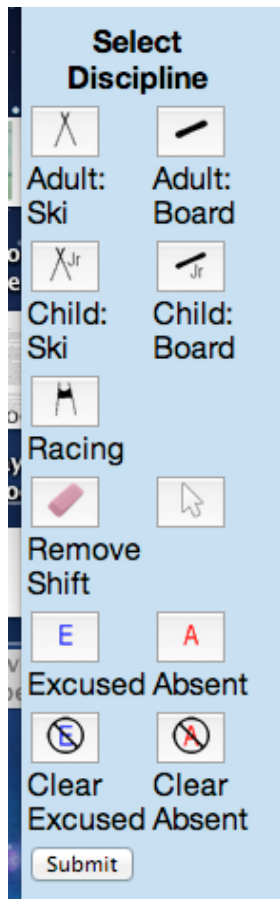 Select
Discipline
Adult: Adult:
Ski Board
Jr Jr
Child: Child:
Ski Board
Racing
Remove
Shift
E A
Excused Absent
E A
Clear Clear
Excused Absent
Submit